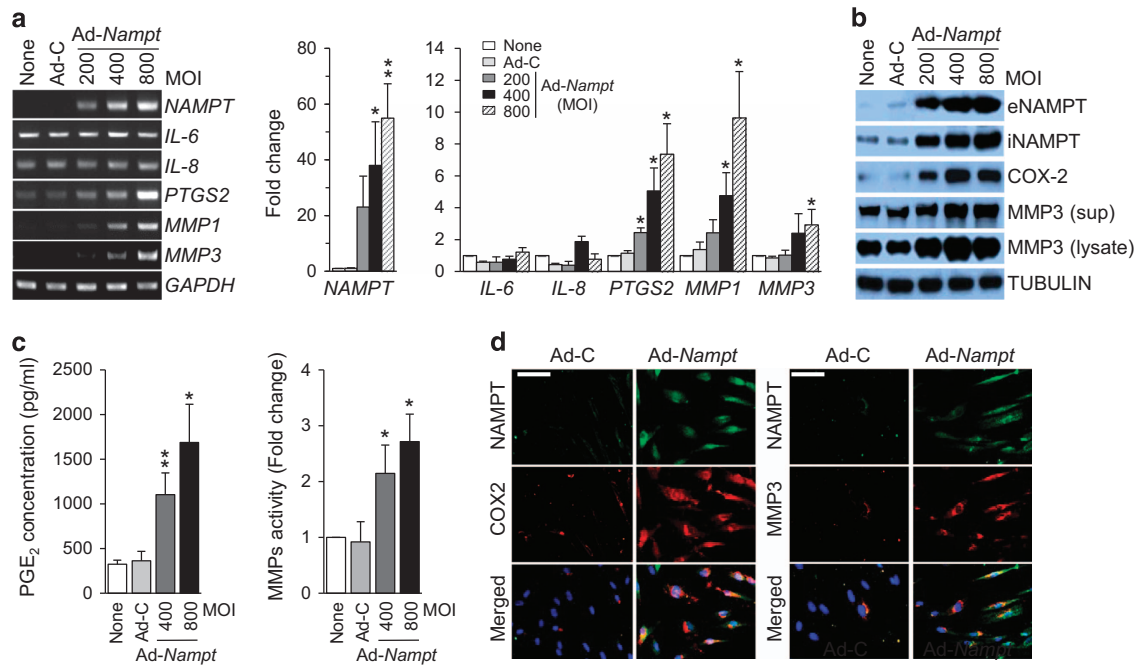 a
None
Ad-C
Ad-Nampt
200
400
800
MOI
NAMPT
IL-6
IL-8
PTGS2
MMP1
MMP3
GAPDH
Fold change
80
60
40
20
0
*
**
NAMPT
14
12
10
8
6
4
2
0
None
Ad-C
200
400
800
Ad-Nampt
(MOI)
*
*
*
*
*
*
IL-6
IL-8
PTGS2
MMP1
MMP3
b
None
Ad-C
Ad-Nampt
200
400
800
MOI
eNAMPT
iNAMPT
COX-2
MMP3 (sup)
MMP3 (lysate)
TUBULIN
c
PGE2 concentration (pg/ml)
2500
2000
1500
1000
500
0
**
*
None
Ad-C
400
800
MOI
Ad-Nampt
MMPs activity (Fold change)
4
3
2
1
0
*
*
None
Ad-C
400
800
MOI
Ad-Nampt
d
Ad-C
Ad-Nampt
NAMPT
COX2
Merged
Ad-C
Ad-Nampt
NAMPT
MMP3
Merged
Ad-C
Ad-Nampt